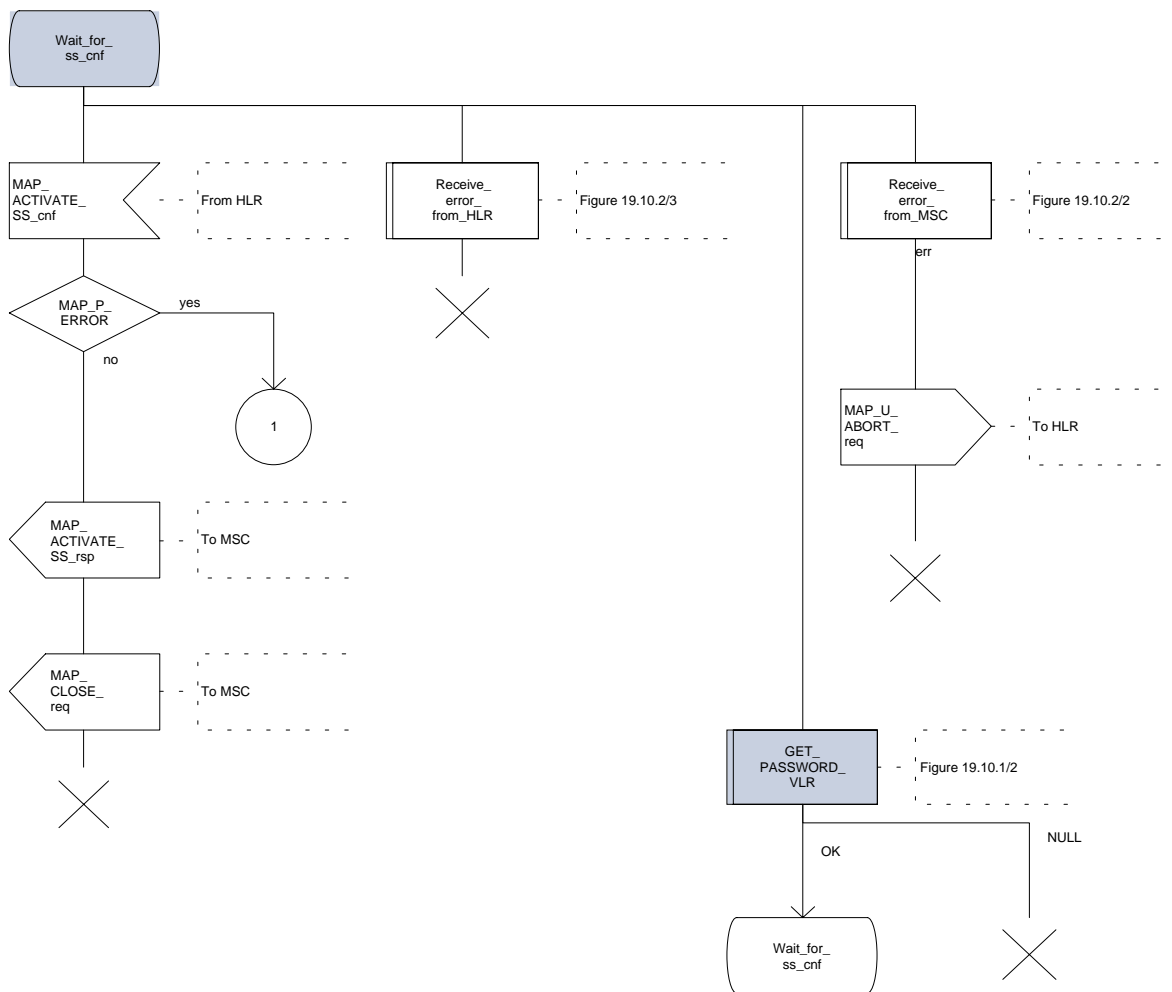 Wait_for_
ss_cnf
MAP_
ACTIVATE_
SS_cnf
From HLR
Receive_
error_
from_HLR
Figure 19.10.2/3
Receive_
error_
from_MSC
Figure 19.10.2/2
err
MAP_P_
ERROR
yes
no
1
MAP_U_
ABORT_
req
To HLR
MAP_
ACTIVATE_
SS_rsp
To MSC
MAP_
CLOSE_
req
To MSC
GET_
PASSWORD_
VLR
Figure 19.10.1/2
OK
NULL
Wait_for_
ss_cnf